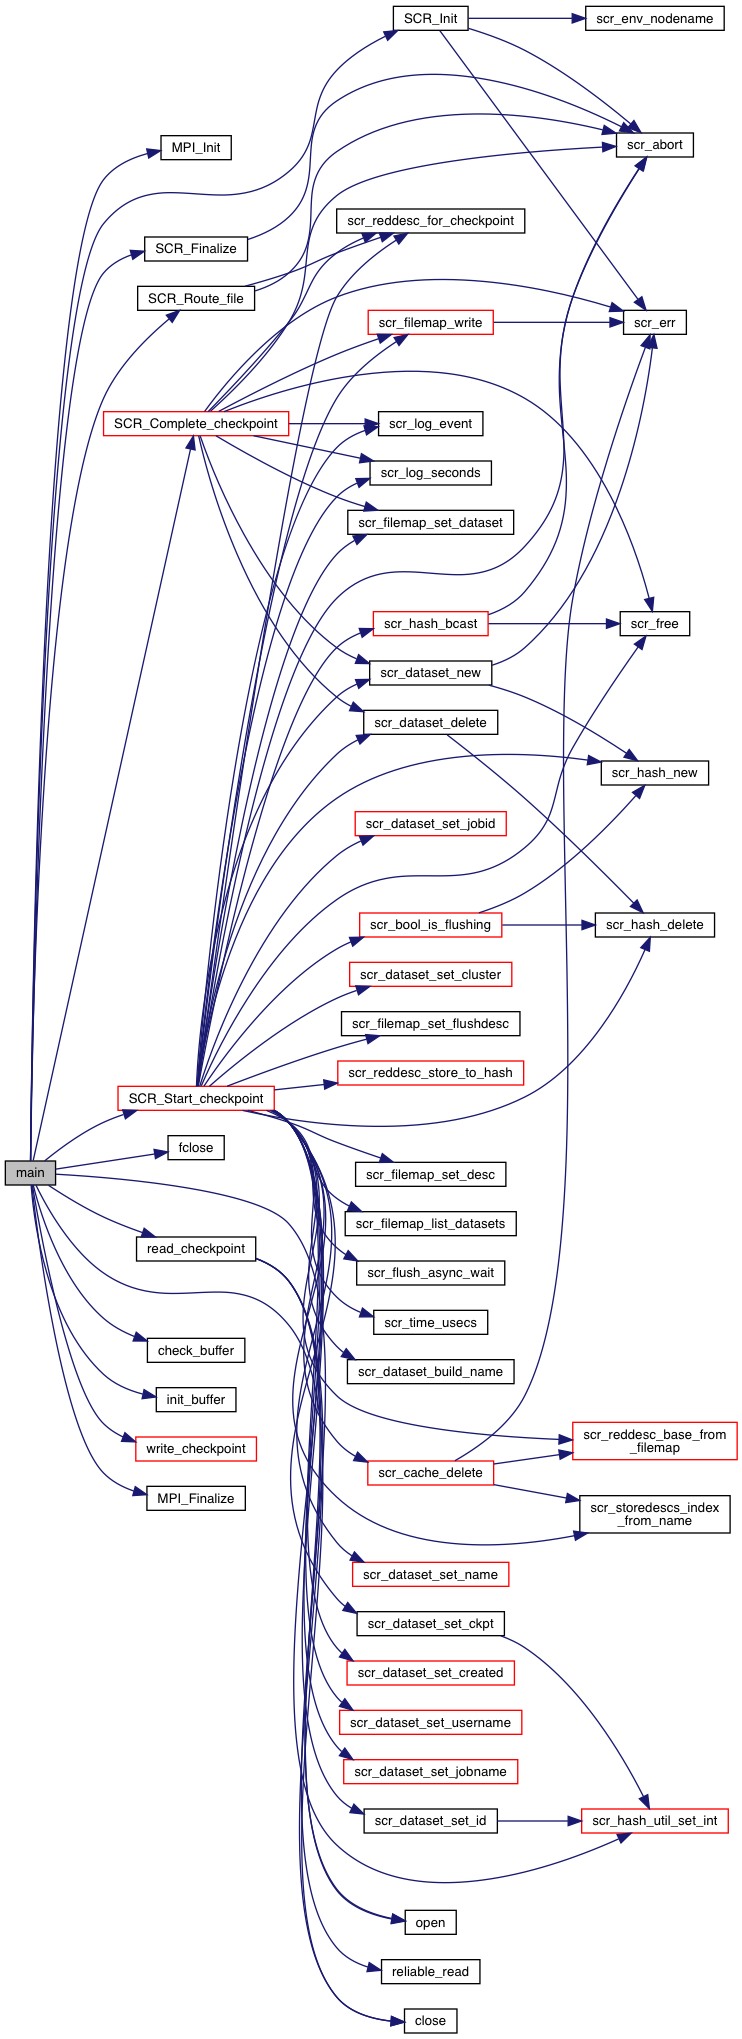 SCR_Init
scr_env_nodename
MPI_Init
scr_abort
scr_reddesc_for_checkpoint
SCR_Finalize
SCR_Route_file
scr_filemap_write
scr_err
SCR_Complete_checkpoint
scr_log_event
scr_log_seconds
scr_filemap_set_dataset
scr_hash_bcast
scr_free
scr_dataset_new
scr_dataset_delete
scr_hash_new
scr_dataset_set_jobid
scr_bool_is_flushing
scr_hash_delete
scr_dataset_set_cluster
scr_filemap_set_flushdesc
scr_reddesc_store_to_hash
SCR_Start_checkpoint
fclose
main
scr_filemap_set_desc
scr_filemap_list_datasets
read_checkpoint
scr_flush_async_wait
scr_time_usecs
check_buffer
scr_dataset_build_name
init_buffer
write_checkpoint
scr_reddesc_base_from
_filemap
scr_cache_delete
MPI_Finalize
scr_storedescs_index
_from_name
scr_dataset_set_name
scr_dataset_set_ckpt
scr_dataset_set_created
scr_dataset_set_username
scr_dataset_set_jobname
scr_dataset_set_id
scr_hash_util_set_int
open
reliable_read
close